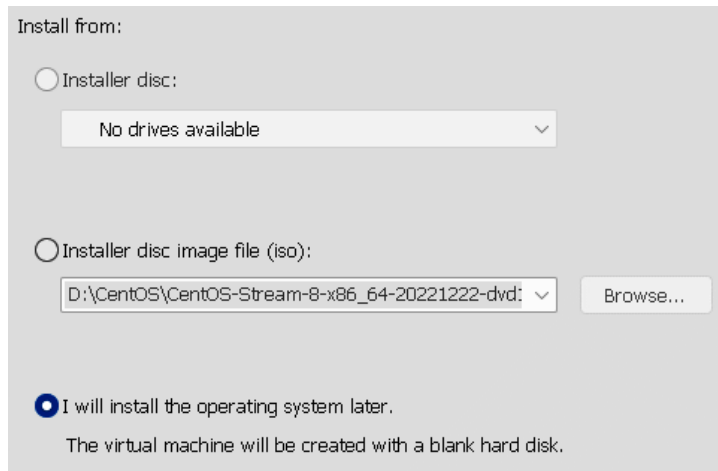 Install from:
Installer disc:
No drives available
Installer disc image file (iso):
D:\CentOS\CentOS-Stream-8-x86_64-20221222-dvd1
Browse...
I will install the operating system later.
The virtual machine will be created with a blank hard disk.